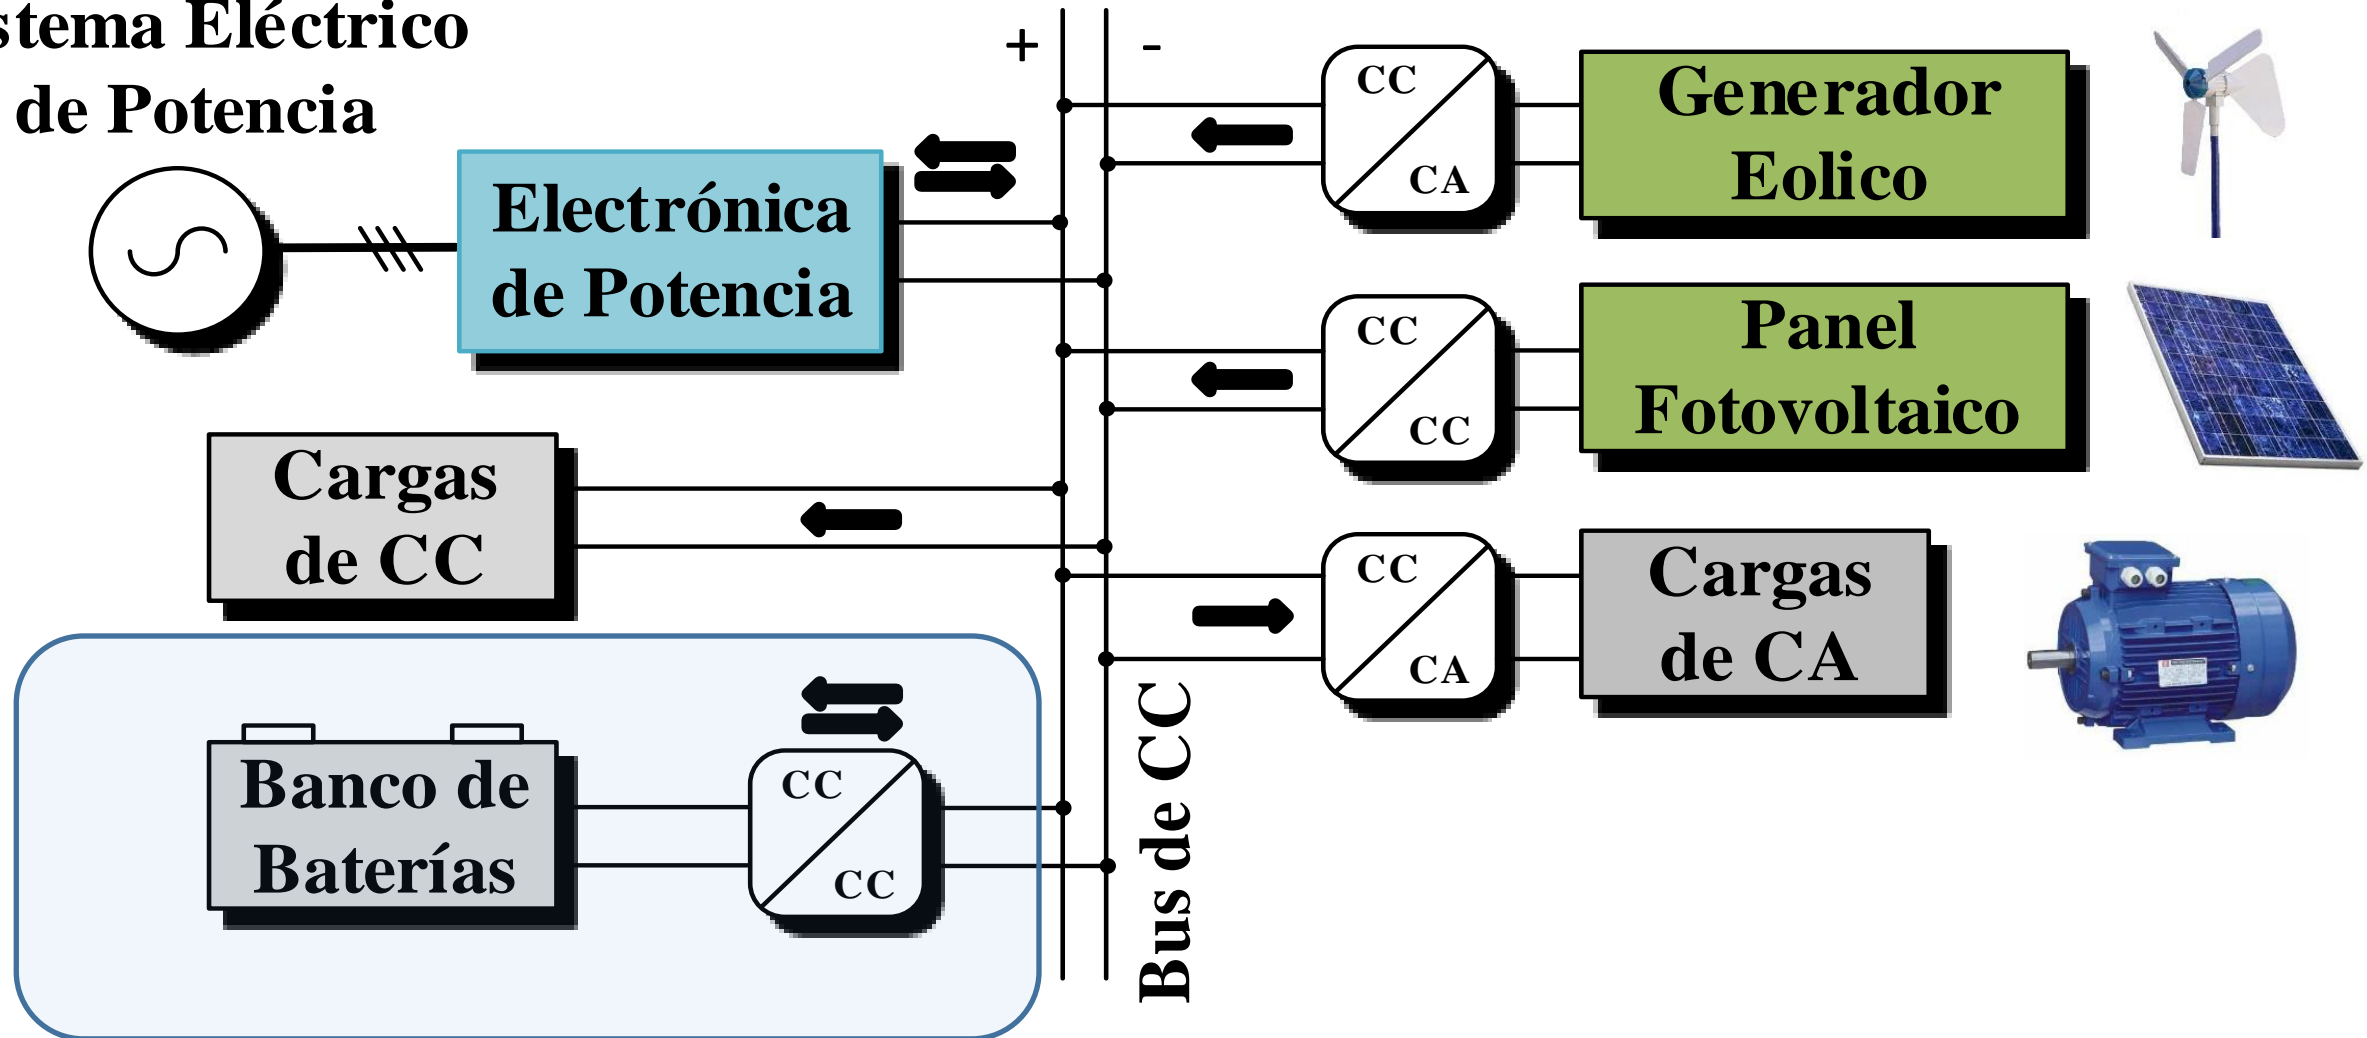 stema Eléctrico
de Potencia
+
-
Electrónica
de Potencia
CC
CA
Generador
Eolico
CC
CC
Panel
Fotovoltaico
Cargas
de CC
CC
CA
Cargas
de CA
Banco de
Baterías
CC
CC
Bus de CC